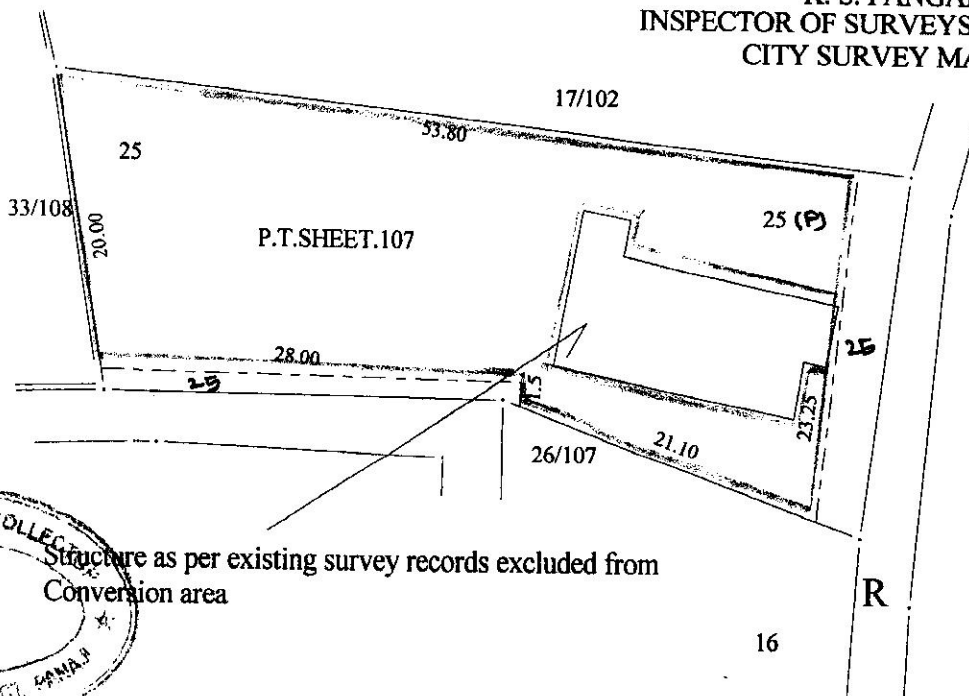 INSPECTOR OF SURVEYS
CITY SURVEY MA
17/102
53.80
25
33/108
20.00
P.T.SHEET.107
25 (P)
28.00
25
25
1.5
23.25
21.10
26/107
Structure as per existing survey records excluded from
Conversion area
R
16
COLLECTOR
PANAJI